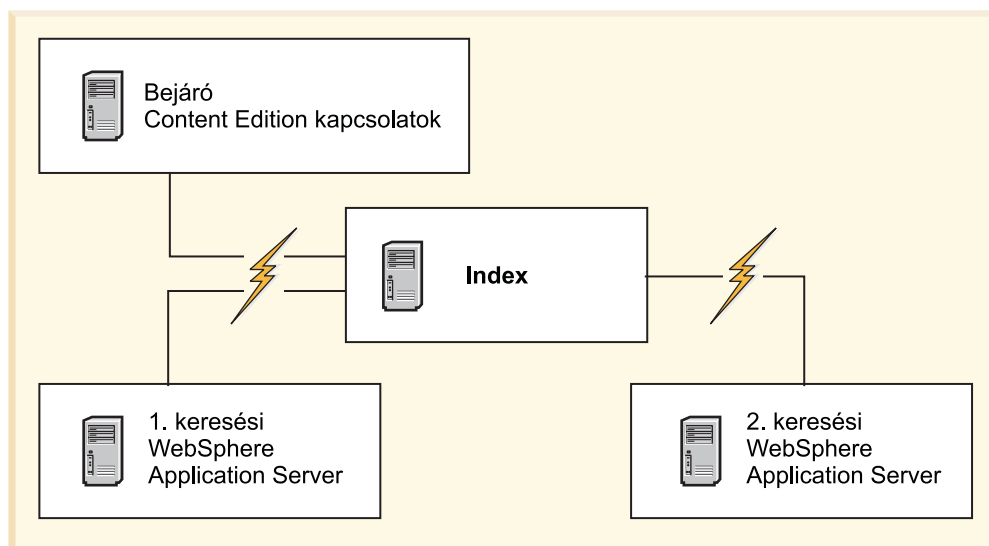 Bejáró
Content Edition kapcsolatok
Index
1. keresési
WebSphere
Application Server
2. keresési
WebSphere
Application Server